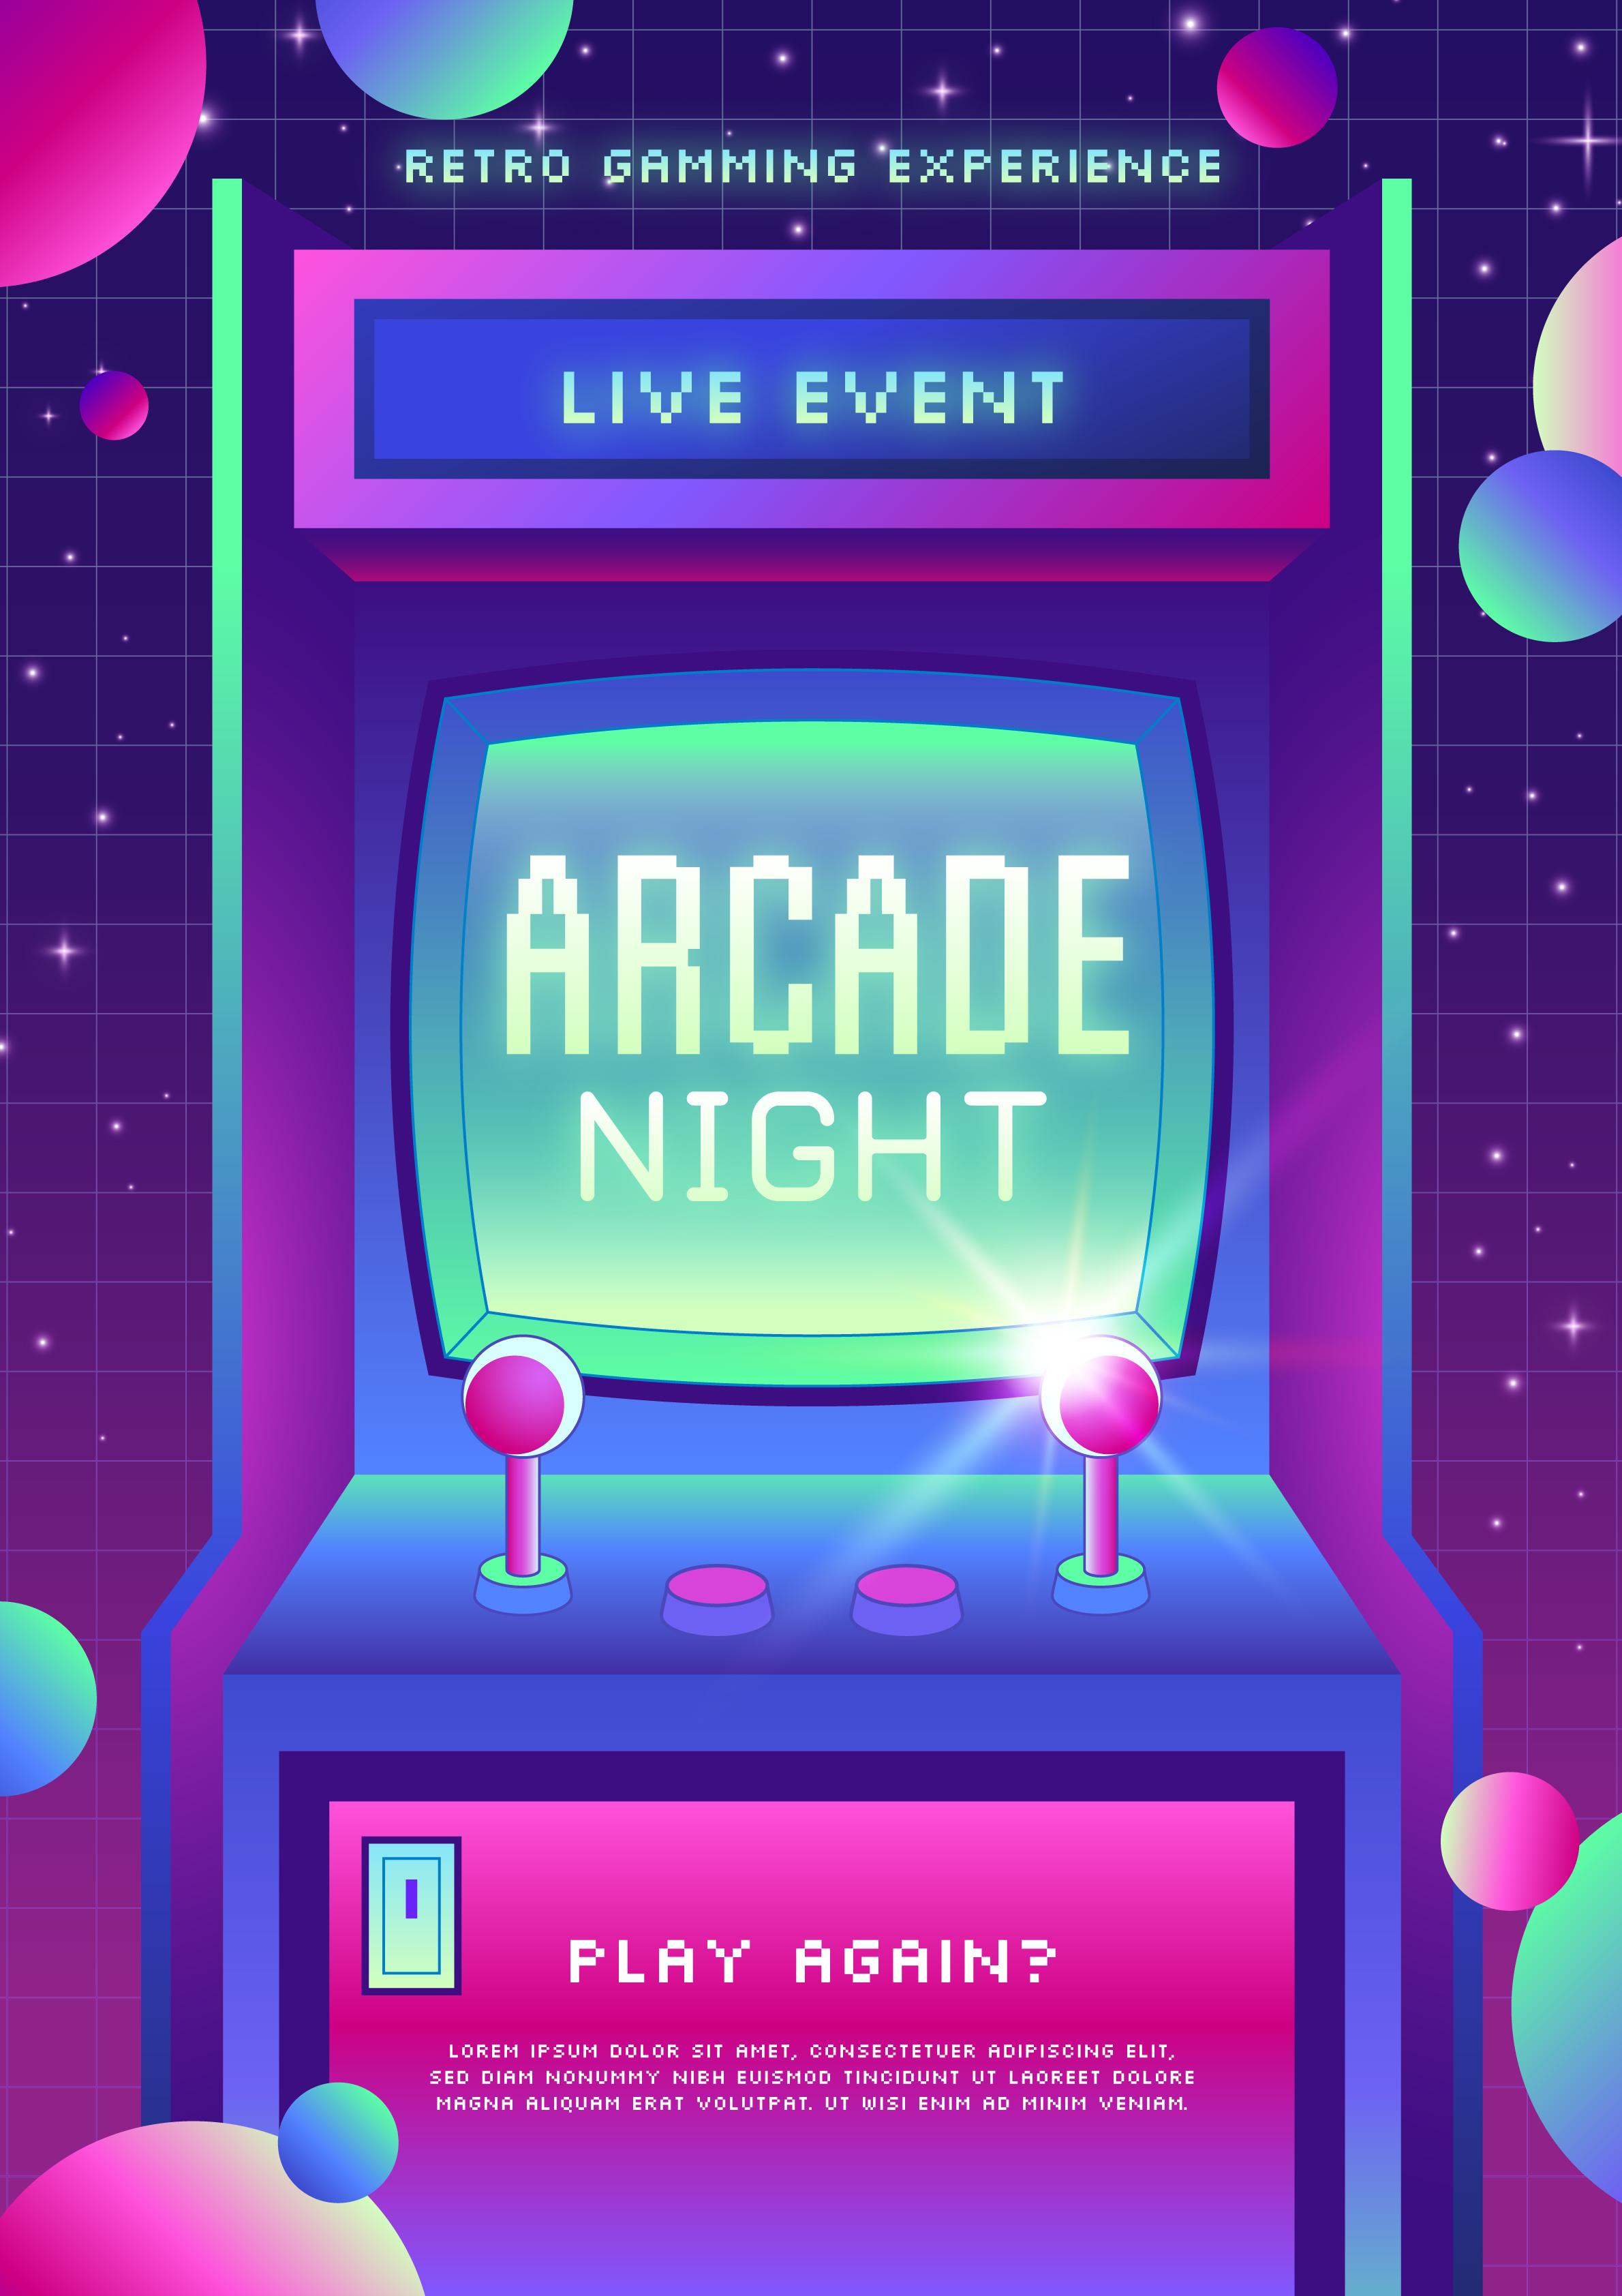 RETRO GAMMING EXPERIENCE
LIVE EVENT
ARCADE
NIGHT
PLAY AGAIN?
LOREM IPSUM DOLOR SIT AMET, CONSECTETUER ADIPISCING ELIT,
SED DIAM NONUMMY NIBH EUISMOD TINCIDUNT UT LAOREET DOLORE
MAGNA ALIQUAM ERAT VOLUTPAT. UT WISI ENIM AD MINIM VENIAM.